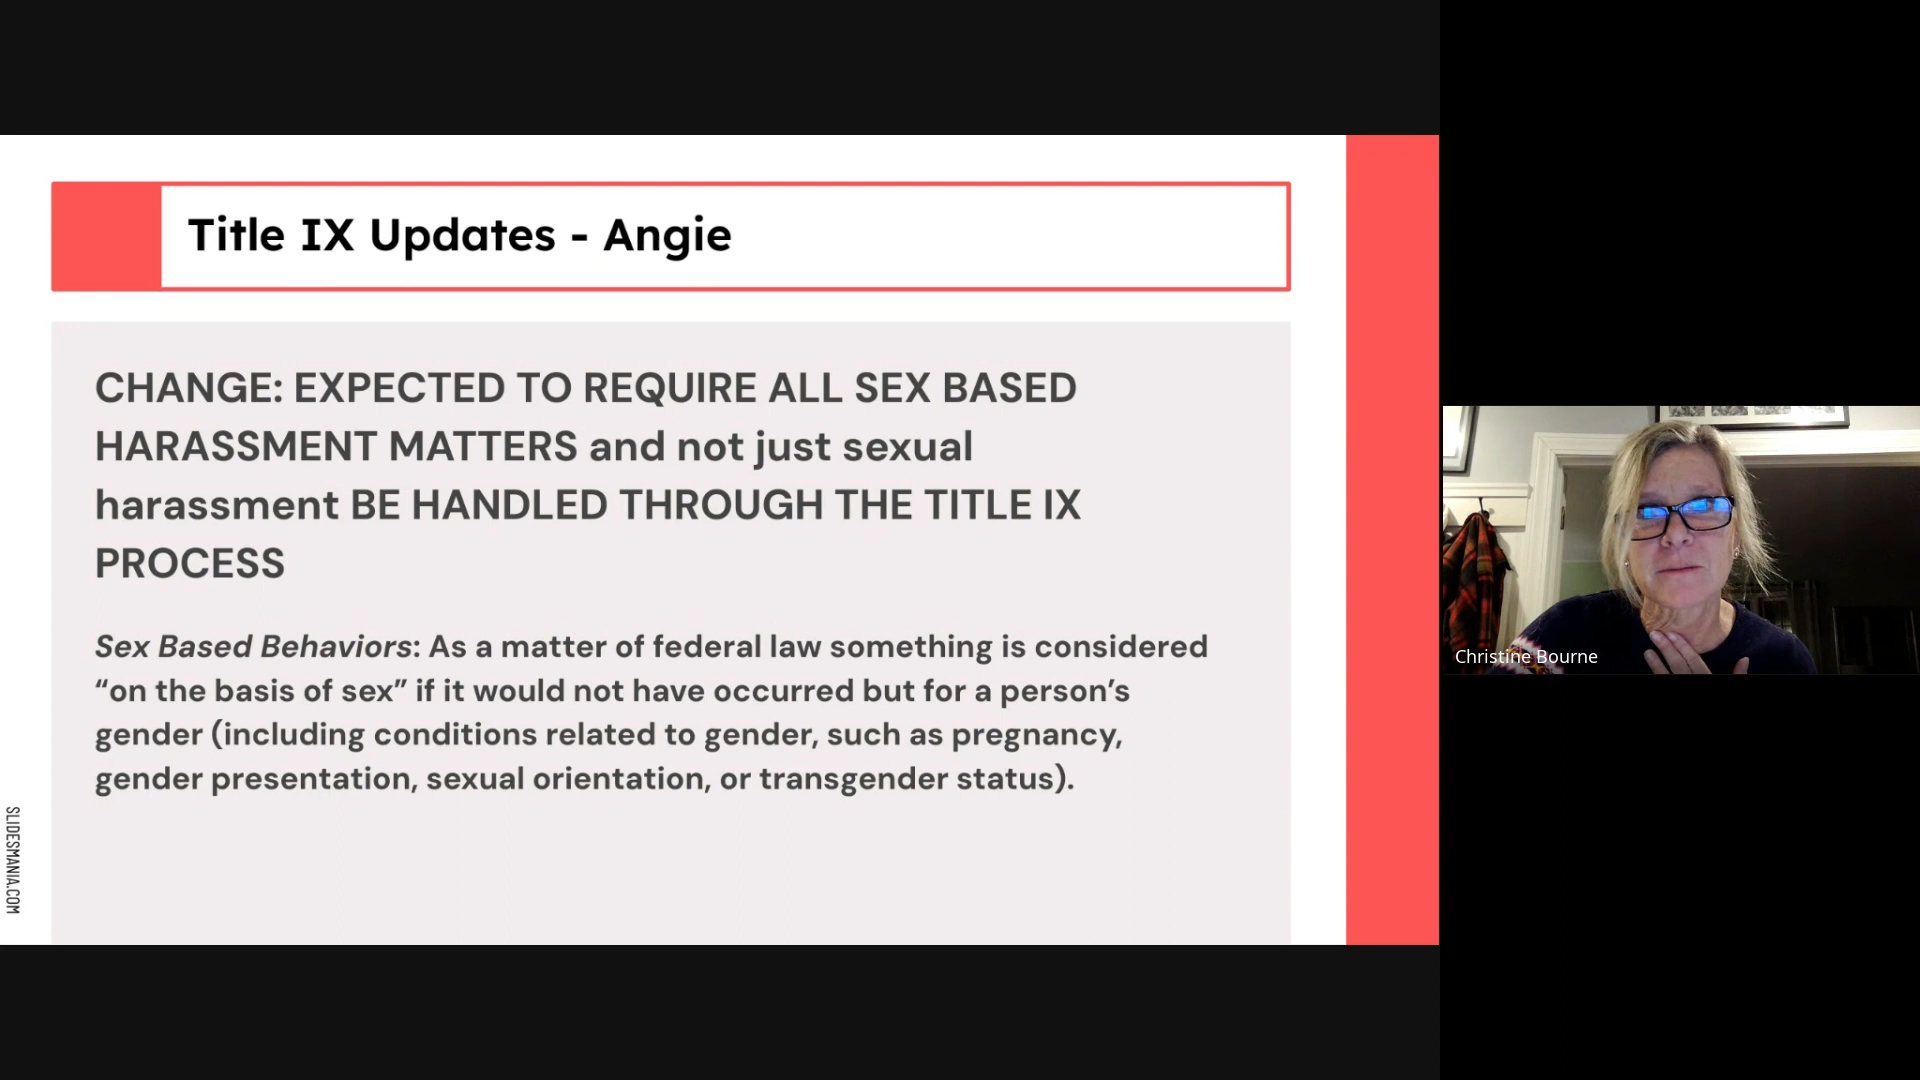 Title IX Updates - Angie
CHANGE: EXPECTED TO REQUIRE ALL SEX BASED
HARASSMENT MATTERS and not just sexual
harassment BE HANDLED THROUGH THE TITLE IX
PROCESS
Sex Based Behaviors: As a matter of federal law something is considered
“on the basis of sex” if it would not have occurred but for a person’s
gender (including conditions related to gender, such as pregnancy,
gender presentation, sexual orientation, or transgender status).
SLIDESMANIA.COM
Christine Bourne